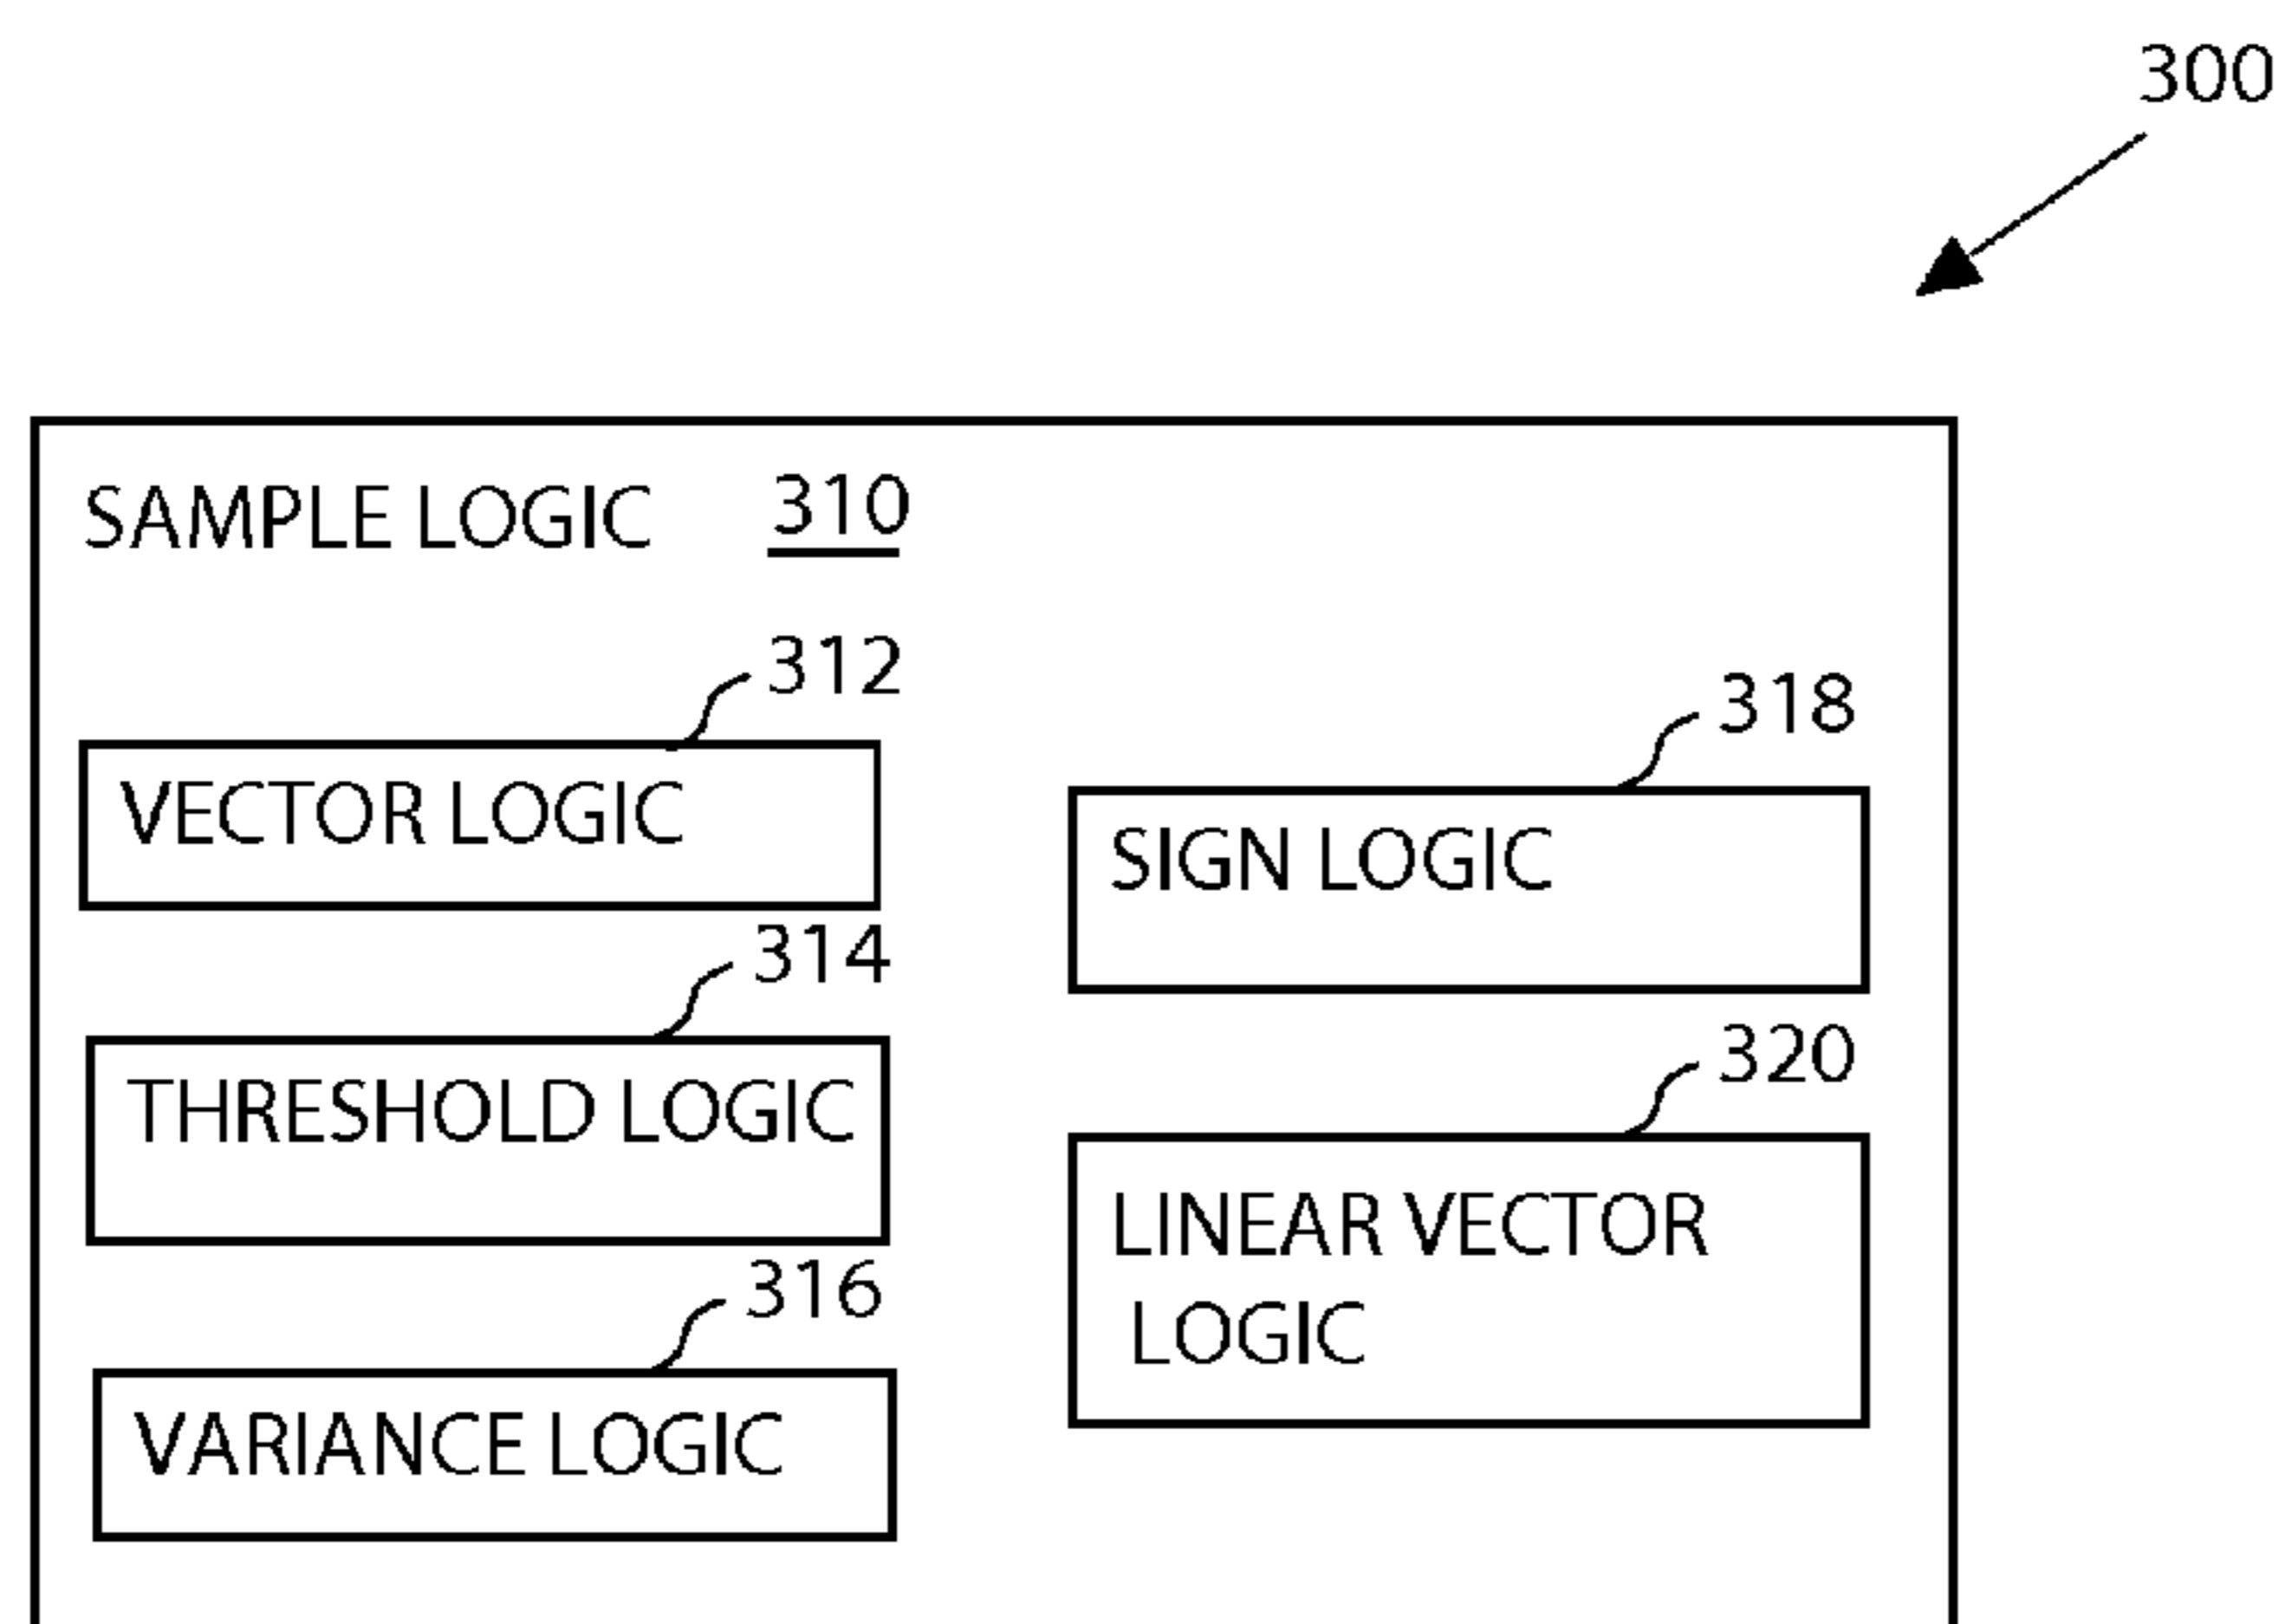 300
SAMPLE LOGIC 310
312
VECTOR LOGIC
314
THRESHOLD LOGIC
316
VARIANCE LOGIC
318
SIGN LOGIC
320
LINEAR VECTOR
LOGIC